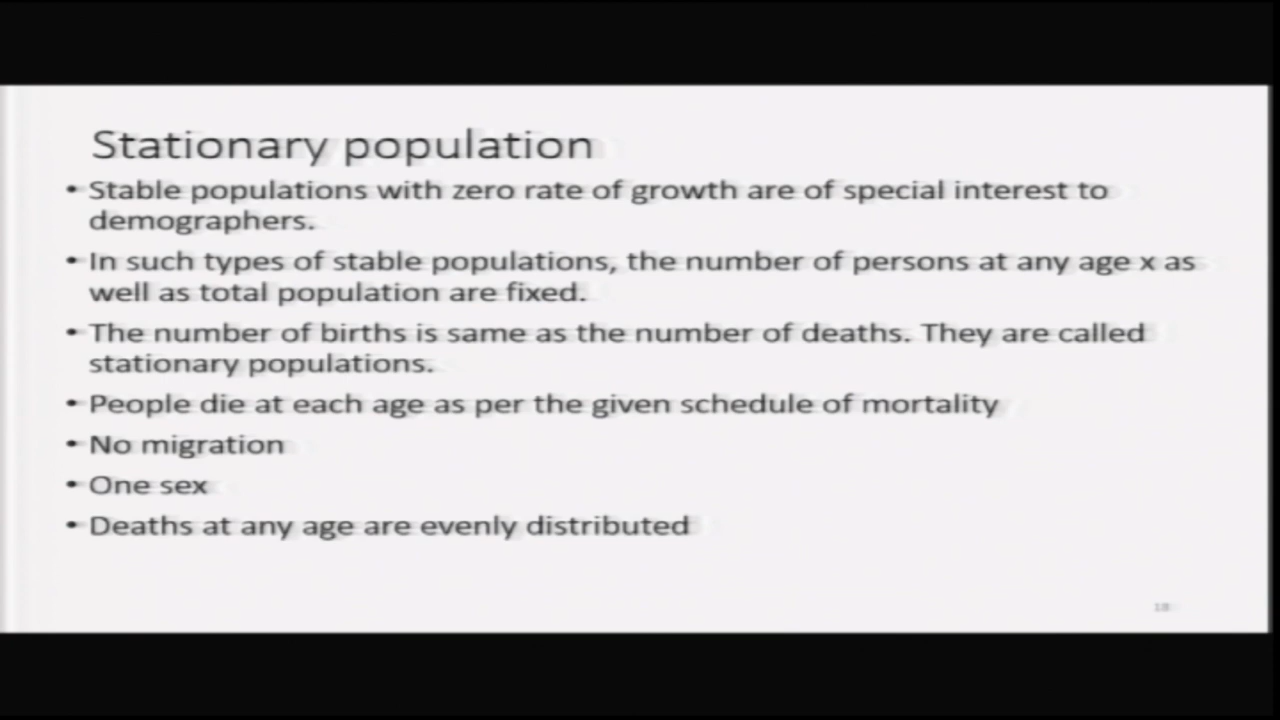 Stationary population
• Stable populations with zero rate of growth are of special interest to
demographers.
• In such types of stable populations, the number of persons at any age x as
well as total population are fixed.
• The number of births is same as the number of deaths. They are called
stationary populations.
• People die at each age as per the given schedule of mortality
• No migration
• One sex
• Deaths at any age are evenly distributed
18